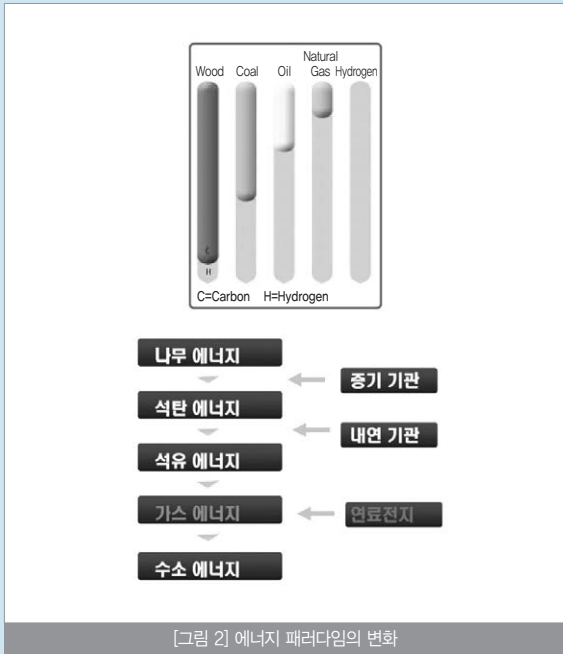 Natural
Wood Coal Oil Gas Hydrogen
C
H
C=Carbon H=Hydrogen
나무 에너지
증기 기관
석탄 에너지
내연 기관
석유 에너지
가스 에너지 연료전지
수소 에너지
[그림 2] 에너지 패러다임의 변화